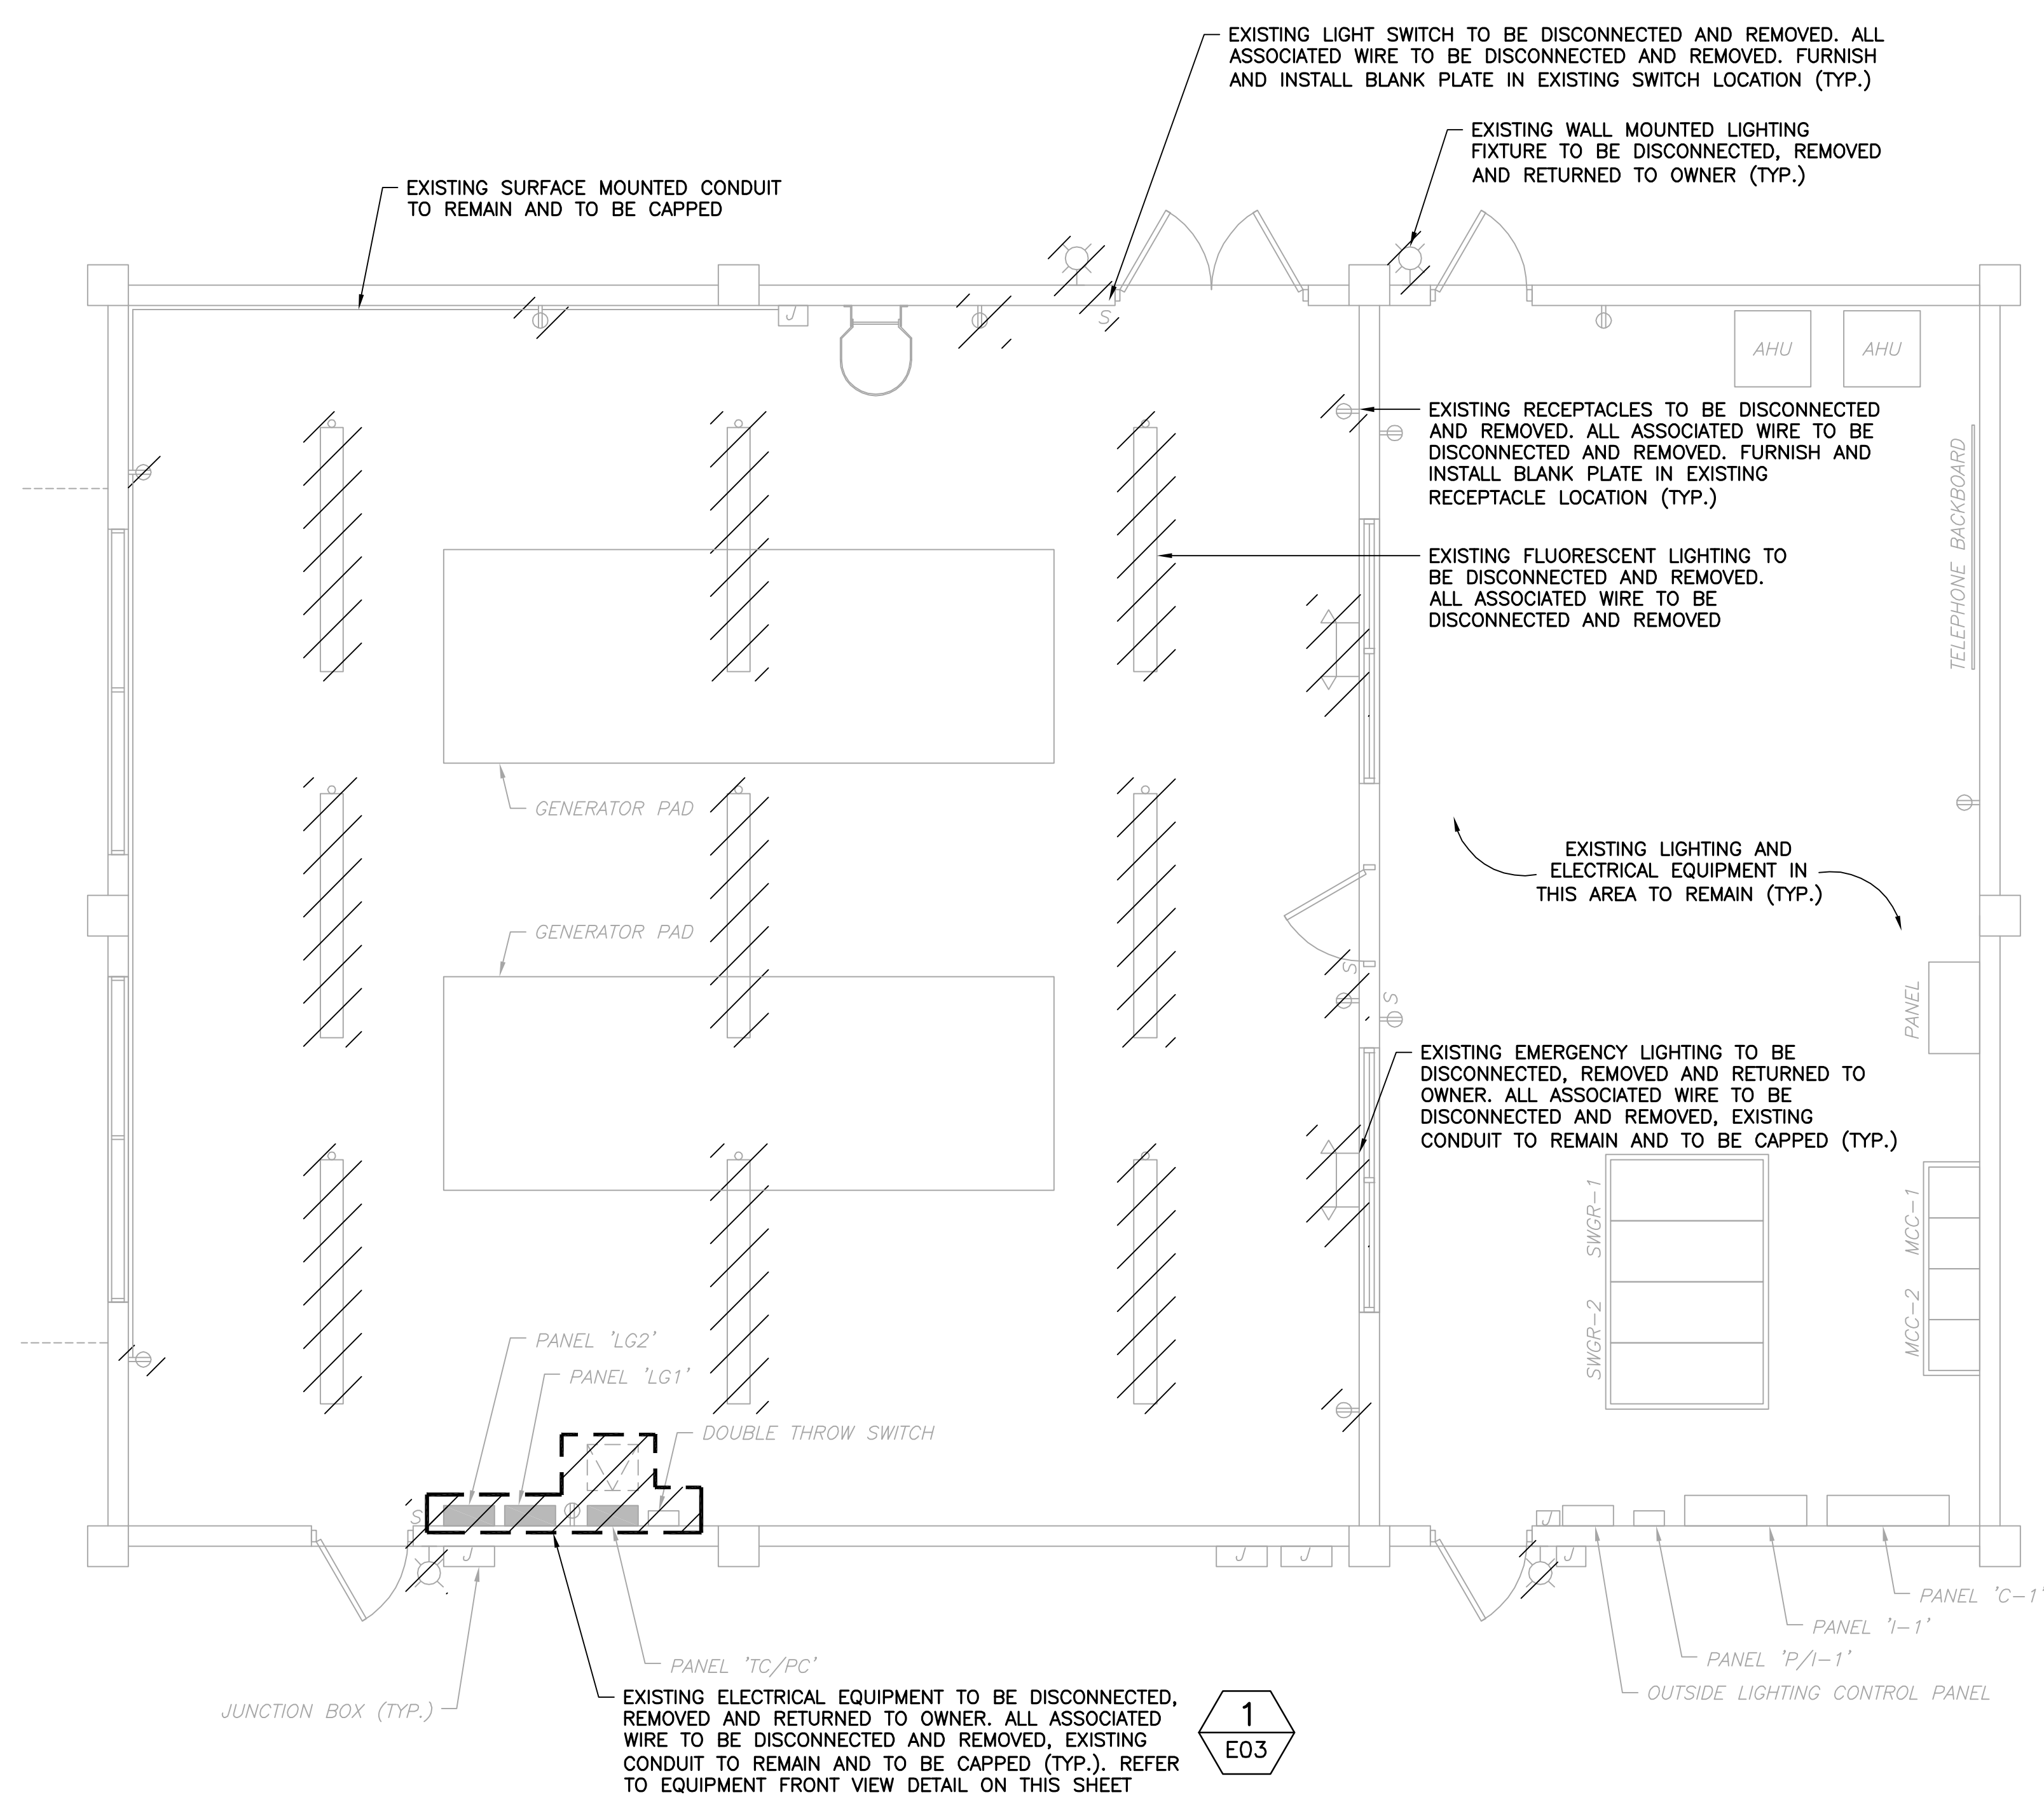 EXISTING LIGHT SWITCH TO BE DISCONNECTED AND REMOVED. ALL
ASSOCIATED WIRE TO BE DISCONNECTED AND REMOVED. FURNISH
AND INSTALL BLANK PLATE IN EXISTING SWITCH LOCATION (TYP.)
EXISTING WALL MOUNTED LIGHTING
FIXTURE TO BE DISCONNECTED, REMOVED
AND RETURNED TO OWNER (TYP.)
EXISTING SURFACE MOUNTED CONDUIT
TO REMAIN AND TO BE CAPPED
J
S
AHU
AHU
EXISTING RECEPTACLES TO BE DISCONNECTED
AND REMOVED. ALL ASSOCIATED WIRE TO BE
DISCONNECTED AND REMOVED. FURNISH AND
INSTALL BLANK PLATE IN EXISTING
RECEPTACLE LOCATION (TYP.)
TELEPHONE BACKBOARD
EXISTING FLUORESCENT LIGHTING TO
BE DISCONNECTED AND REMOVED.
ALL ASSOCIATED WIRE TO BE
DISCONNECTED AND REMOVED
GENERATOR PAD
EXISTING LIGHTING AND
ELECTRICAL EQUIPMENT IN
THIS AREA TO REMAIN (TYP.)
GENERATOR PAD
S
S
PANEL
EXISTING EMERGENCY LIGHTING TO BE
DISCONNECTED, REMOVED AND RETURNED TO
OWNER. ALL ASSOCIATED WIRE TO BE
DISCONNECTED AND REMOVED, EXISTING
CONDUIT TO REMAIN AND TO BE CAPPED (TYP.)
SWGR-1
SWGR-2
MCC-1
MCC-2
PANEL 'LG2'
PANEL 'LG1'
DOUBLE THROW SWITCH
S
J
J
J
J
J
PANEL 'C-1'
PANEL 'I-1'
PANEL 'P/I-1'
OUTSIDE LIGHTING CONTROL PANEL
PANEL 'TC/PC'
JUNCTION BOX (TYP.)
EXISTING ELECTRICAL EQUIPMENT TO BE DISCONNECTED,
REMOVED AND RETURNED TO OWNER. ALL ASSOCIATED
WIRE TO BE DISCONNECTED AND REMOVED, EXISTING
CONDUIT TO REMAIN AND TO BE CAPPED (TYP.). REFER
TO EQUIPMENT FRONT VIEW DETAIL ON THIS SHEET
1
E03